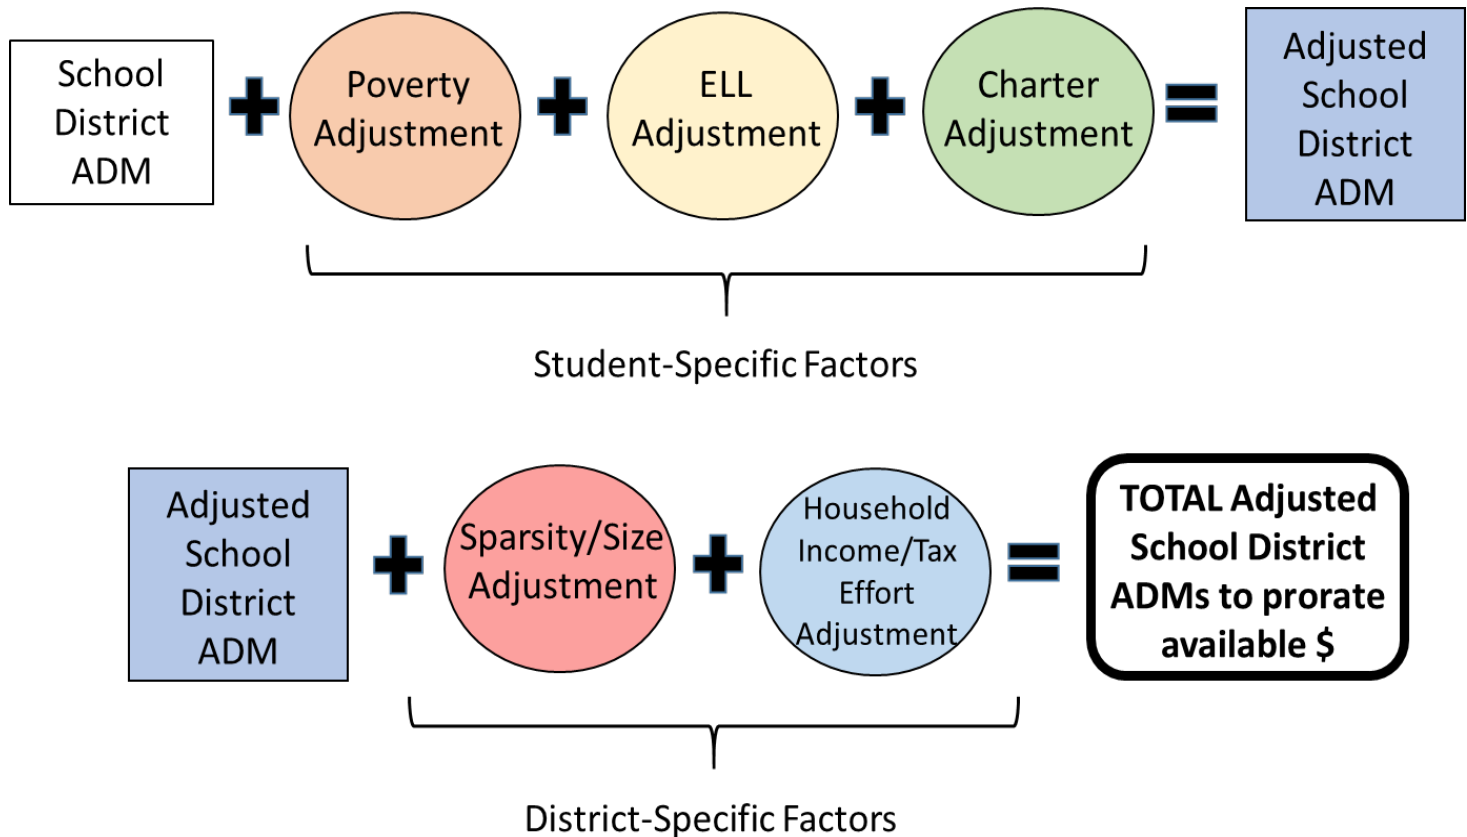 School
District
ADM
Poverty
Adjustment
ELL
Adjustment
Charter
Adjustment
Adjusted
School
District
ADM
Student-Specific Factors
Adjusted
School
District
ADM
Sparsity/Size
Adjustment
Household
Income/Tax
Effort
Adjustment
TOTAL Adjusted
School District
ADMs to prorate
available $
District-Specific Factors